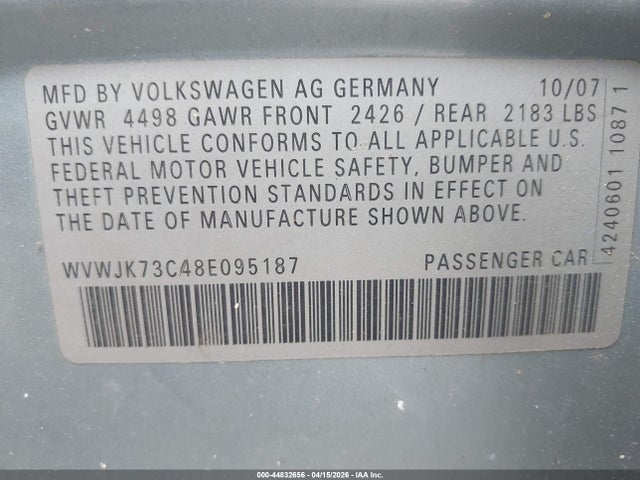 MFD BY VOLKSWAGEN AG GERMANY 10/07
GVWR 4498 GAWR FRONT 2426 / REAR 2183 LBS
THIS VEHICLE CONFORMS TO ALL APPLICABLE U.S.
FEDERAL MOTOR VEHICLE SAFETY, BUMPER AND
THEFT PREVENTION STANDARDS IN EFFECT ON
THE DATE OF MANUFACTURE SHOWN ABOVE.
WVWJK73C48E095187 PASSENGER CAR
4240601 10871
000-44832656 - 04/15/2026 - IAA Inc.